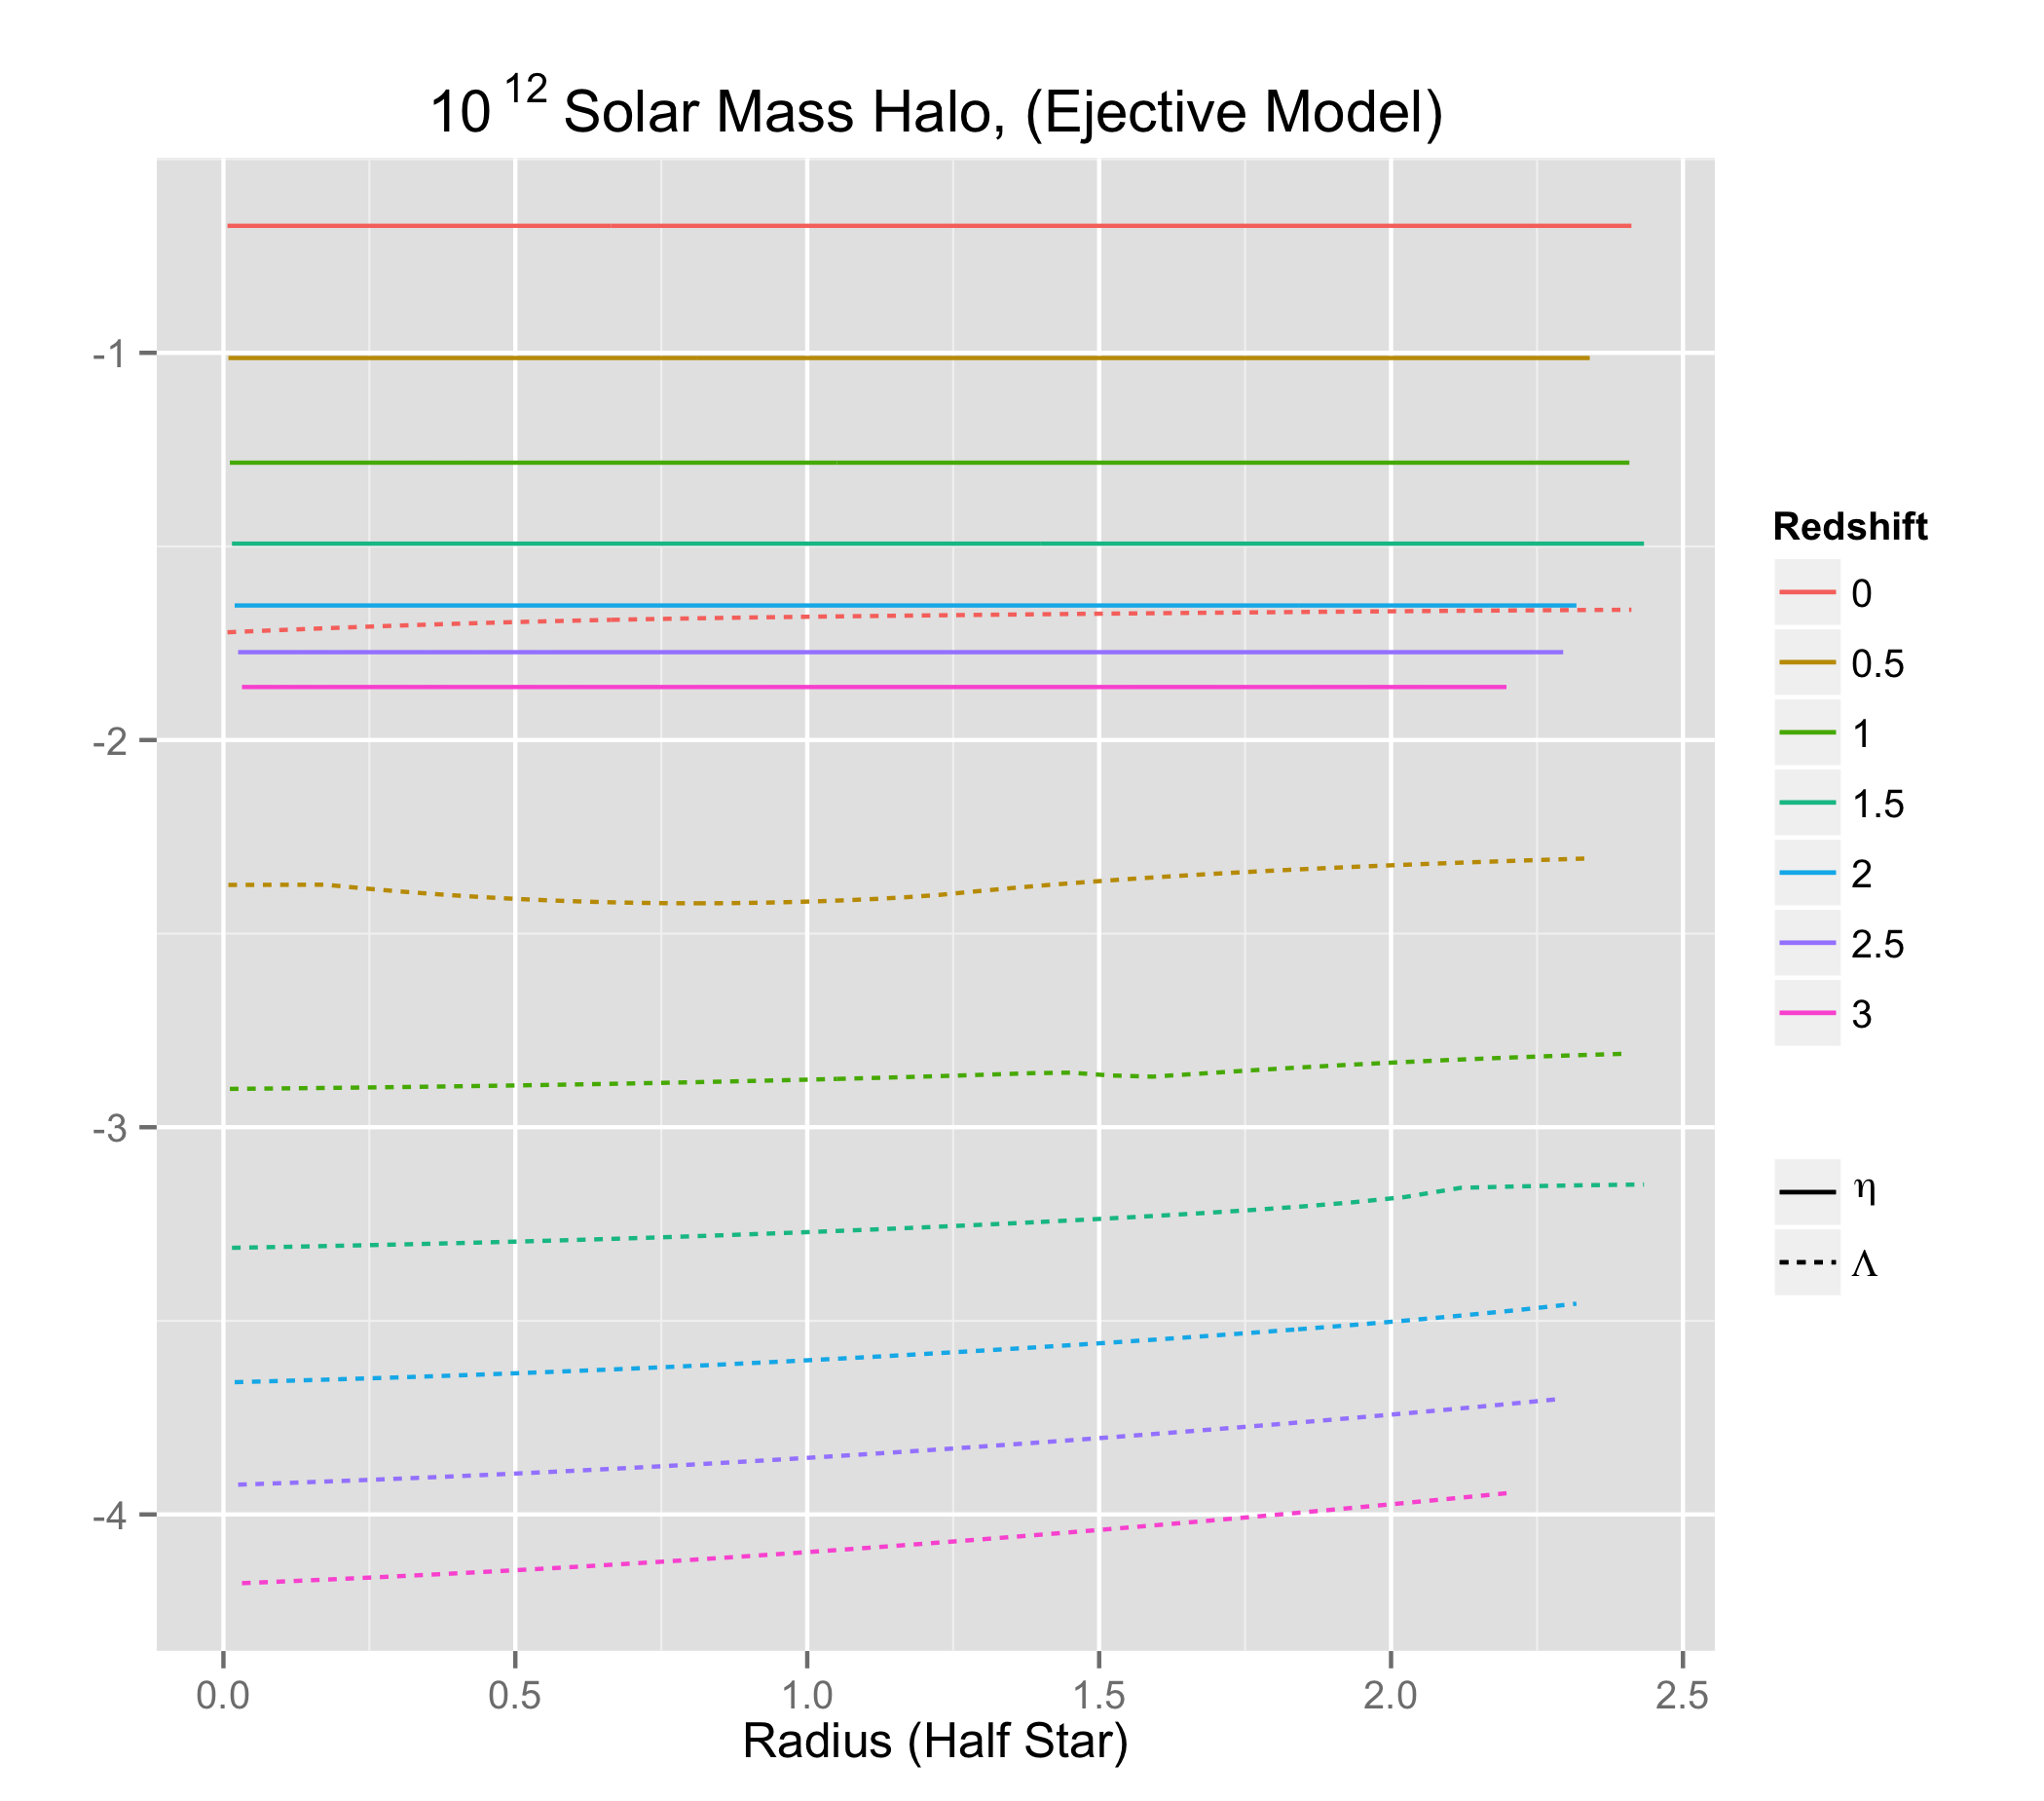 10 12 Solar Mass Halo, (Ejective Model)
-1
-2
-3
-4
0.0 0.5 1.0 1.5 2.0 2.5
Radius (Half Star)
Redshift
0
0.5
1
1.5
2
2.5
3
η
Λ